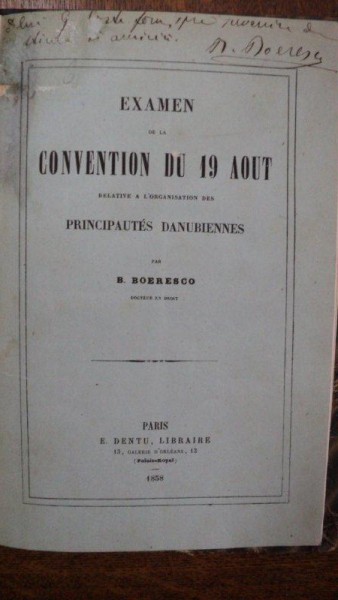 B. Boerescu
EXAMEN
DE LA
CONVENTION DU 19 AOUT
RELATIVE A L'ORGANISATION DES
PRINCIPAUTÉS DANUBIENNES
PAR
B. BOERESCO
DOCTEUR EN DROIT
PARIS
E. DENTU, LIBRAIRE
13, GALERIE D'ORLÉANS, 13
(Palais-Royal)
1858